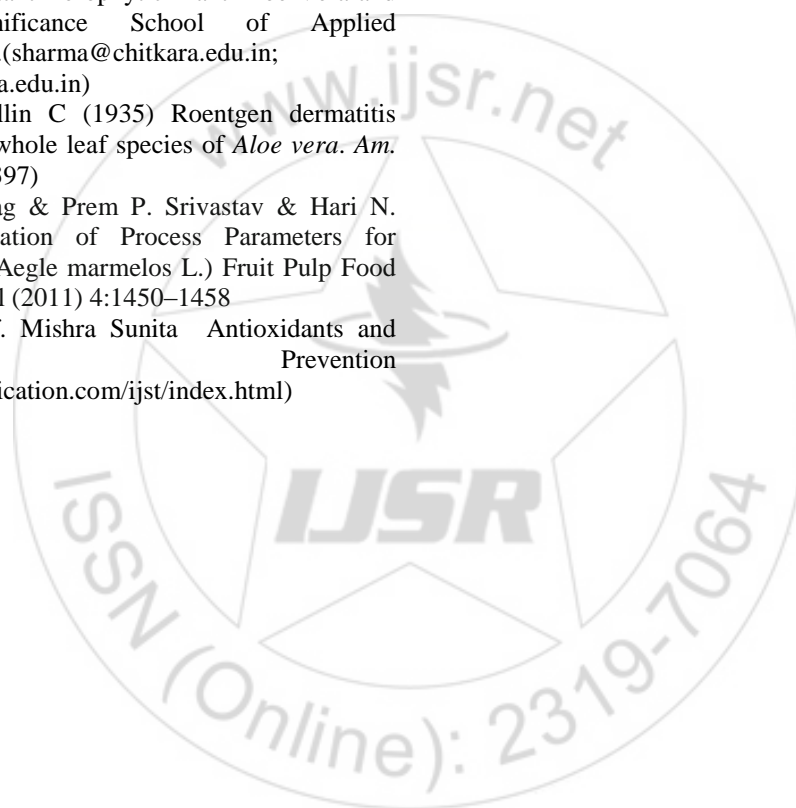 nificance School of Applied
(sharma@chitkara.edu.in;
a.edu.in)
llin C (1935) Roentgen dermatitis
whole leaf species of Aloe vera. Am.
397)
ag & Prem P. Srivastav & Hari N.
ation of Process Parameters for
Aegle marmelos L.) Fruit Pulp Food
l (2011) 4:1450–1458
f. Mishra Sunita Antioxidants and
Prevention
ication.com/ijst/index.html)
www.ijsr.net
IJSR
ISSN (Online): 2319-7064